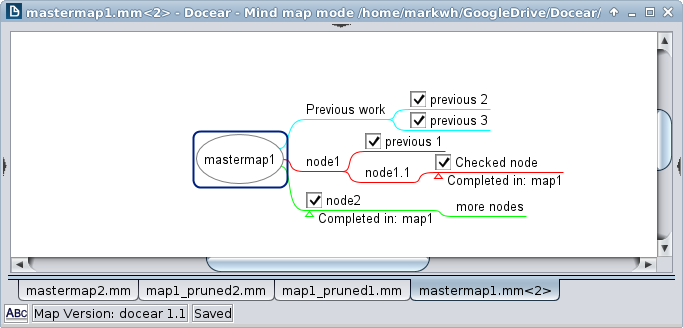 mastermap1.mm<2> - Docear - Mind map mode /home/markwh/GoogleDrive/Docear/
Previous work
previous 2
previous 3
mastermap1
node1
previous 1
node1.1
Checked node
Completed in: map1
node2
Completed in: map1
more nodes
mastermap2.mm map1_pruned2.mm map1_pruned1.mm mastermap1.mm<2>
ABC Map Version: docear 1.1 Saved